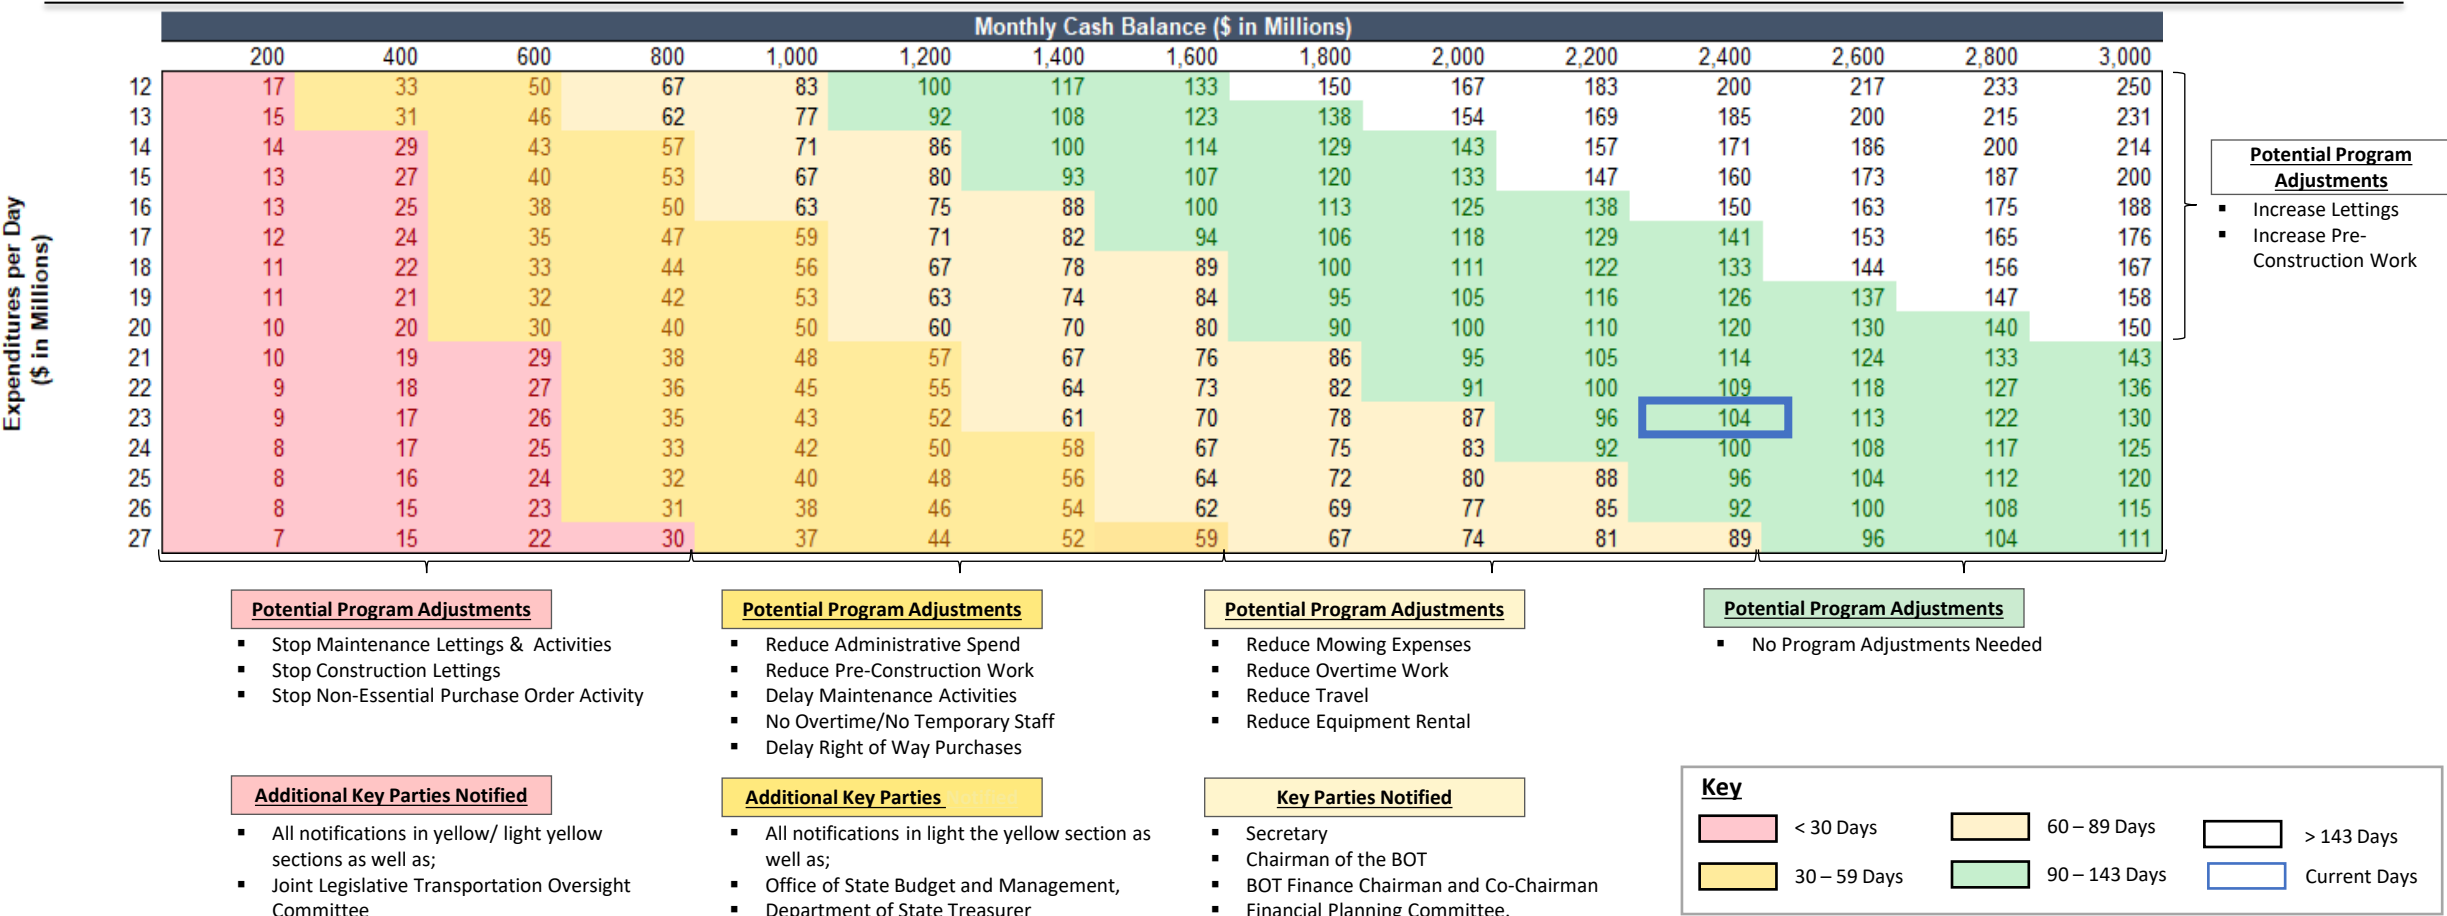 Monthly Cash Balance ($ in Millions)
200 400 600 800 1,000 1,200 1,400 1,600 1,800 2,000 2,200 2,400 2,600 2,800 3,000
Expenditures per Day
($ in Millions)
12 17 33 50 67 83 100 117 133 150 167 183 200 217 233 250
13 15 31 46 62 77 92 108 123 138 154 169 185 200 215 231
14 14 29 43 57 71 86 100 114 129 143 157 171 186 200 214
15 13 27 40 53 67 80 93 107 120 133 147 160 173 187 200
16 13 25 38 50 63 75 88 100 113 125 138 150 163 175 188
17 12 24 35 47 59 71 82 94 106 118 129 141 153 165 176
18 11 22 33 44 56 67 78 89 100 111 122 133 144 156 167
19 11 21 32 42 53 63 74 84 95 105 116 126 137 147 158
20 10 20 30 40 50 60 70 80 90 100 110 120 130 140 150
21 10 19 29 38 48 57 67 76 86 95 105 114 124 133 143
22 9 18 27 36 45 55 64 73 82 91 100 109 118 127 136
23 9 17 26 35 43 52 61 70 78 87 96 104 113 122 130
24 8 17 25 33 42 50 58 67 75 83 92 100 108 117 125
25 8 16 24 32 40 48 56 64 72 80 88 96 104 112 120
26 8 15 23 31 38 46 54 62 69 77 85 92 100 108 115
27 7 15 22 30 37 44 52 59 67 74 81 89 96 104 111
Potential Program
Adjustments
▪ Increase Lettings
▪ Increase Pre-
Construction Work
Potential Program Adjustments
▪ Stop Maintenance Lettings & Activities
▪ Stop Construction Lettings
▪ Stop Non-Essential Purchase Order Activity
Additional Key Parties Notified
▪ All notifications in yellow/ light yellow
sections as well as;
▪ Joint Legislative Transportation Oversight
Committee
Potential Program Adjustments
▪ Reduce Administrative Spend
▪ Reduce Pre-Construction Work
▪ Delay Maintenance Activities
▪ No Overtime/No Temporary Staff
▪ Delay Right of Way Purchases
Additional Key Parties Notified
▪ All notifications in light the yellow section as
well as;
▪ Office of State Budget and Management,
▪ Department of State Treasurer
Potential Program Adjustments
▪ Reduce Mowing Expenses
▪ Reduce Overtime Work
▪ Reduce Travel
▪ Reduce Equipment Rental
Key Parties Notified
▪ Secretary
▪ Chairman of the BOT
▪ BOT Finance Chairman and Co-Chairman
▪ Financial Planning Committee,
Potential Program Adjustments
▪ No Program Adjustments Needed
Key
< 30 Days
60 – 89 Days
> 143 Days
30 – 59 Days
90 – 143 Days
Current Days